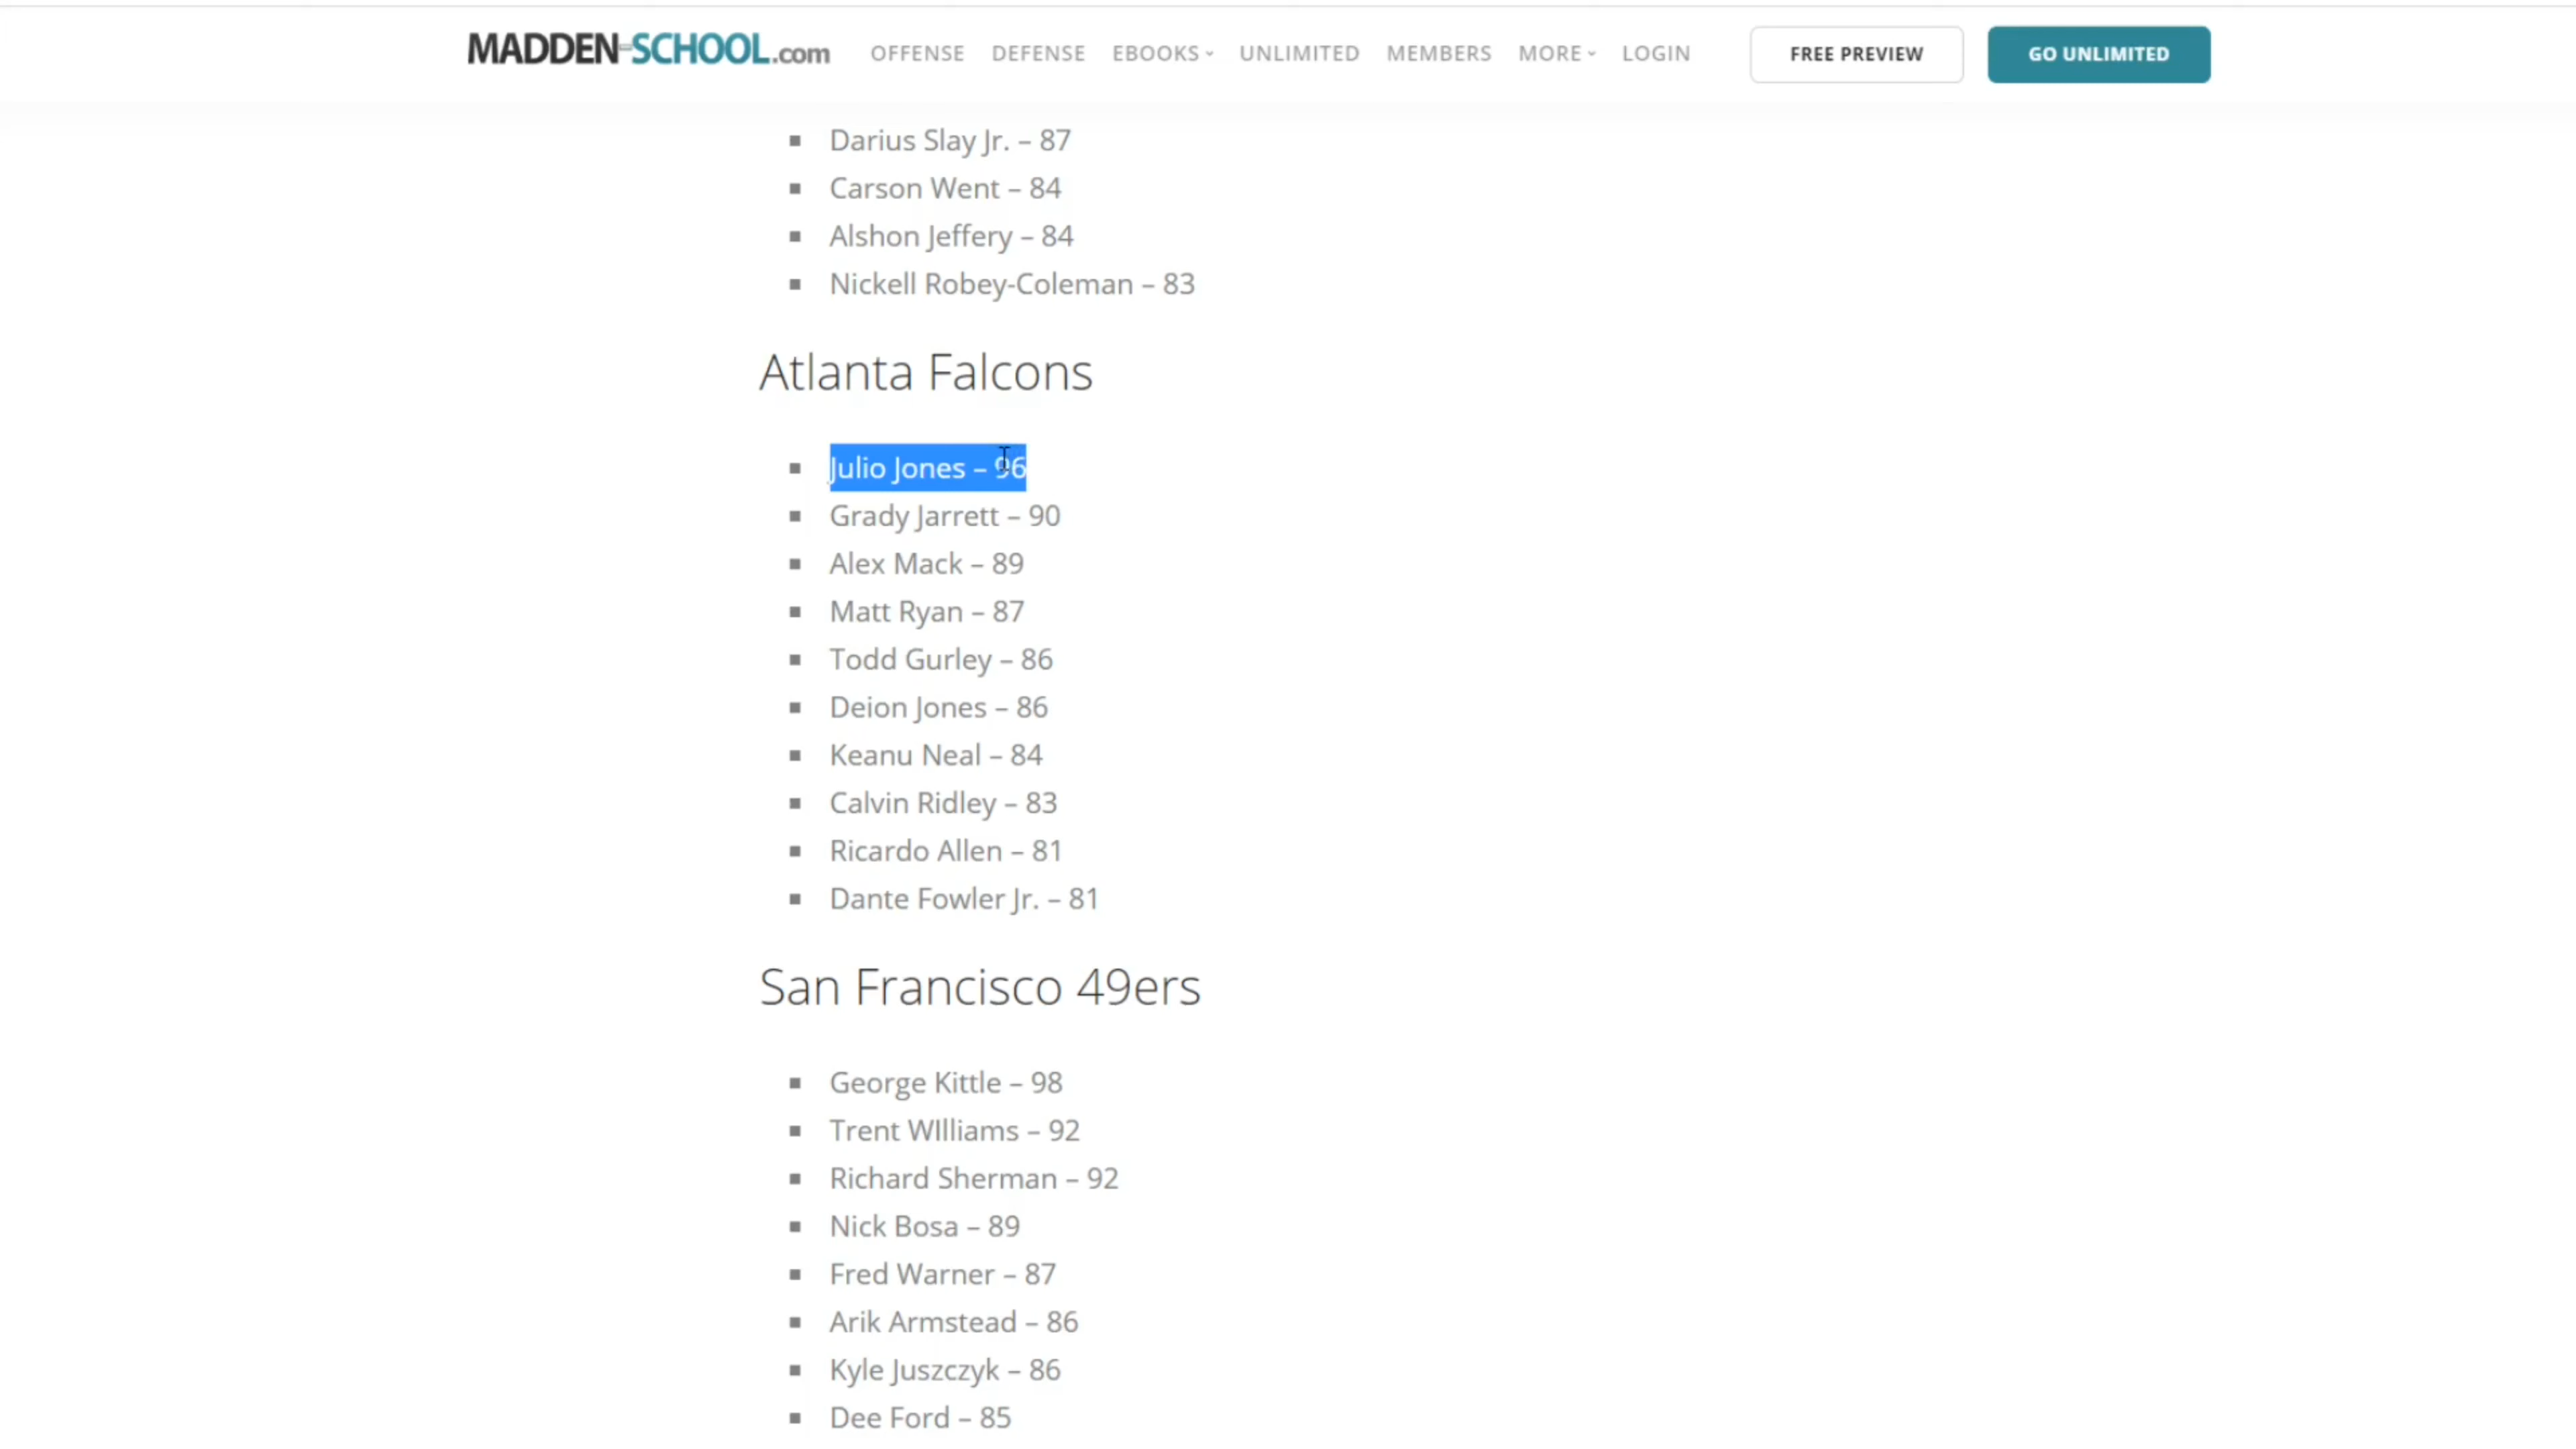 MADDEN-SCHOOL.com OFFENSE DEFENSE EBOOKS UNLIMITED MEMBERS MORE LOGIN FREE PREVIEW GO UNLIMITED
Darius Slay Jr. – 87
Carson Went – 84
Alshon Jeffery – 84
Nickell Robey-Coleman – 83
Atlanta Falcons
Julio Jones – 96
Grady Jarrett – 90
Alex Mack – 89
Matt Ryan – 87
Todd Gurley – 86
Deion Jones – 86
Keanu Neal – 84
Calvin Ridley – 83
Ricardo Allen – 81
Dante Fowler Jr. – 81
San Francisco 49ers
George Kittle – 98
Trent WIlliams – 92
Richard Sherman – 92
Nick Bosa – 89
Fred Warner – 87
Arik Armstead – 86
Kyle Juszczyk – 86
Dee Ford – 85